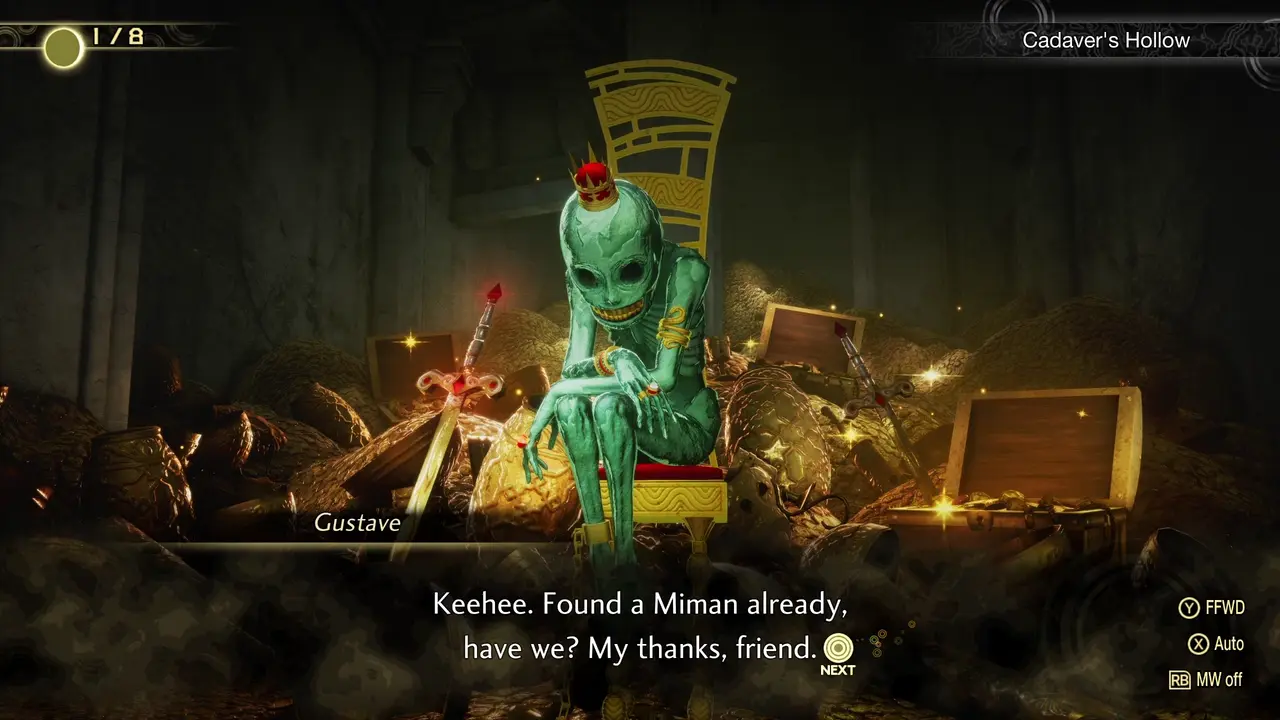 1/8
Cadaver's Hollow
Gustave
Keehee. Found a Miman already,
have we? My thanks, friend.
NEXT
Y FFWD
X Auto
RB MW off